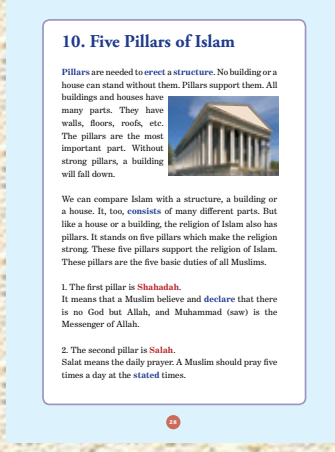 10. Five Pillars of Islam
Pillars are needed to erect a structure. No building or a
house can stand without them. Pillars support them. All
buildings and houses have
many parts. They have
walls, floors, roofs, etc.
The pillars are the most
important part. Without
strong pillars, a building
will fall down.
We can compare Islam with a structure, a building or
a house. It, too, consists of many different parts. But
like a house or a building, the religion of Islam also has
pillars. It stands on five pillars which make the religion
strong. These five pillars support the religion of Islam.
These pillars are the five basic duties of all Muslims.
1. The first pillar is Shahadah.
It means that a Muslim believe and declare that there
is no God but Allah, and Muhammad (saw) is the
Messenger of Allah.
2. The second pillar is Salah.
Salat means the daily prayer. A Muslim should pray five
times a day at the stated times.
28